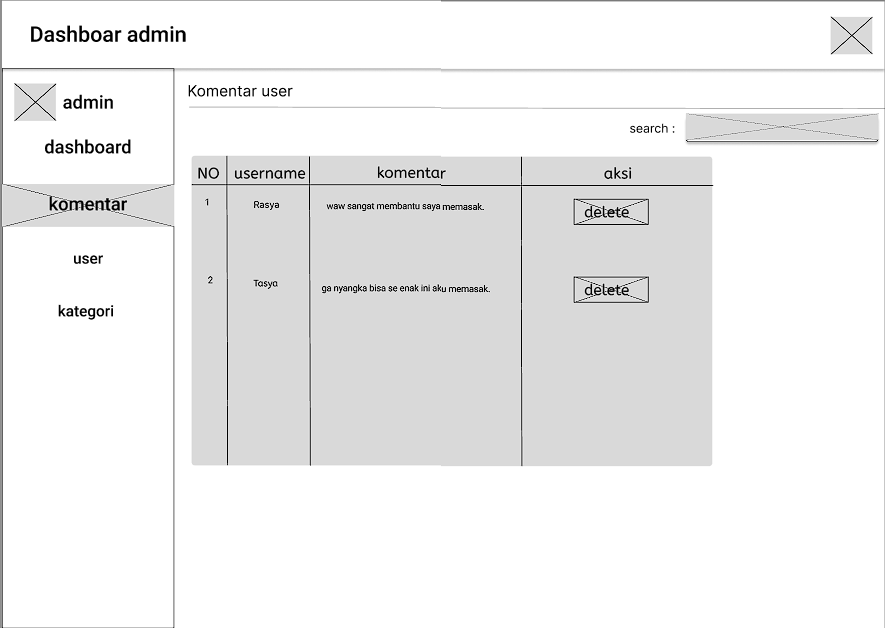 Dashboar admin
admin
dashboard
komentar
user
kategori
Komentar user
search :
NO username komentar aksi
1 Rasya waw sangat membantu saya memasak. delete
2 Tasya ga nyangka bisa se enak ini aku memasak. delete